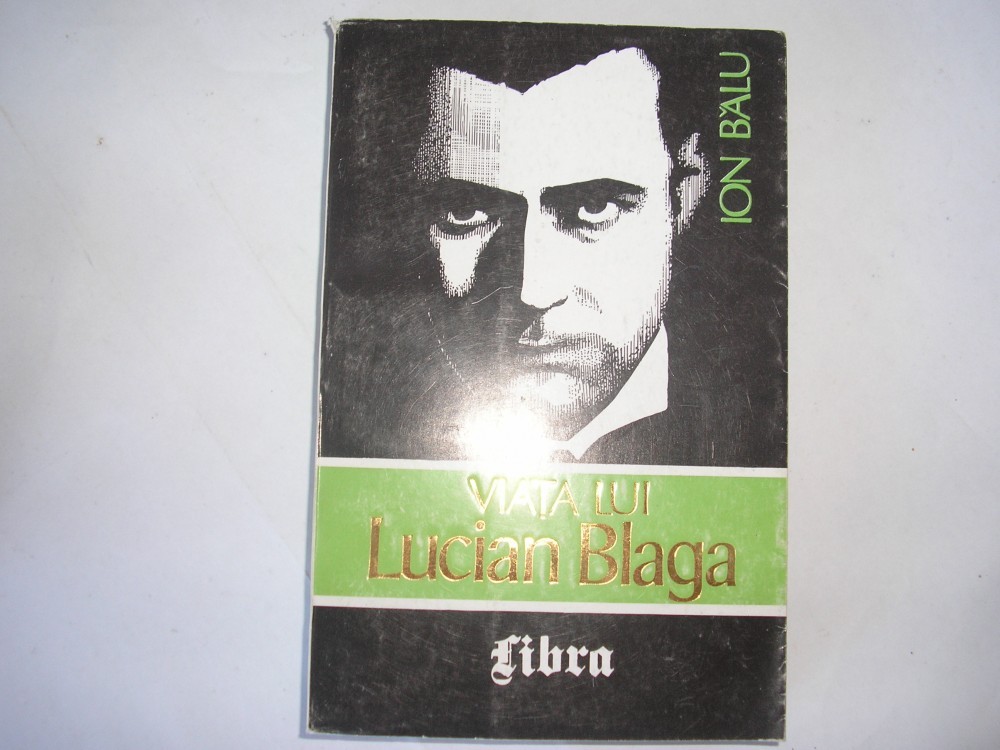 ION BĂLU
VIAȚA LUI
Lucian Blaga
Libra